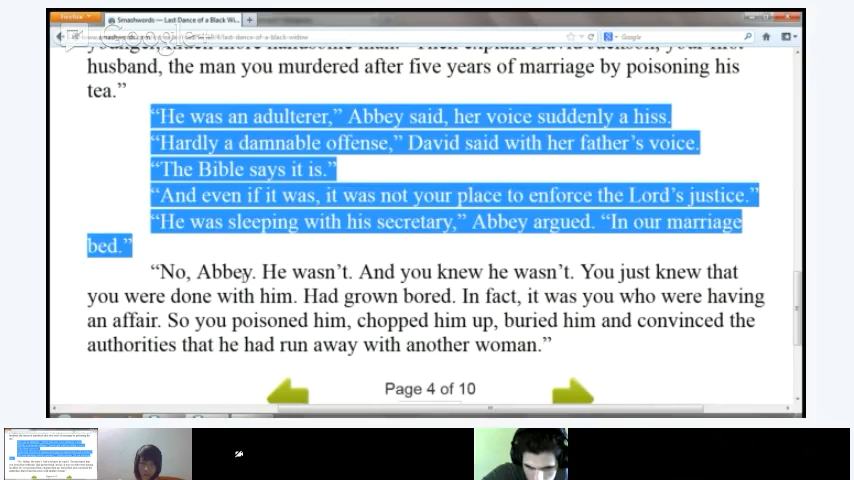 Firefox
Smashwords — Last Dance of a Black Wi...
Google+
Google
husband, the man you murdered after five years of marriage by poisoning his
tea.”
“He was an adulterer,” Abbey said, her voice suddenly a hiss.
“Hardly a damnable offense,” David said with her father’s voice.
“The Bible says it is.”
“And even if it was, it was not your place to enforce the Lord’s justice.”
“He was sleeping with his secretary,” Abbey argued. “In our marriage
bed.”
“No, Abbey. He wasn’t. And you knew he wasn’t. You just knew that
you were done with him. Had grown bored. In fact, it was you who were having
an affair. So you poisoned him, chopped him up, buried him and convinced the
authorities that he had run away with another woman.”
Page 4 of 10